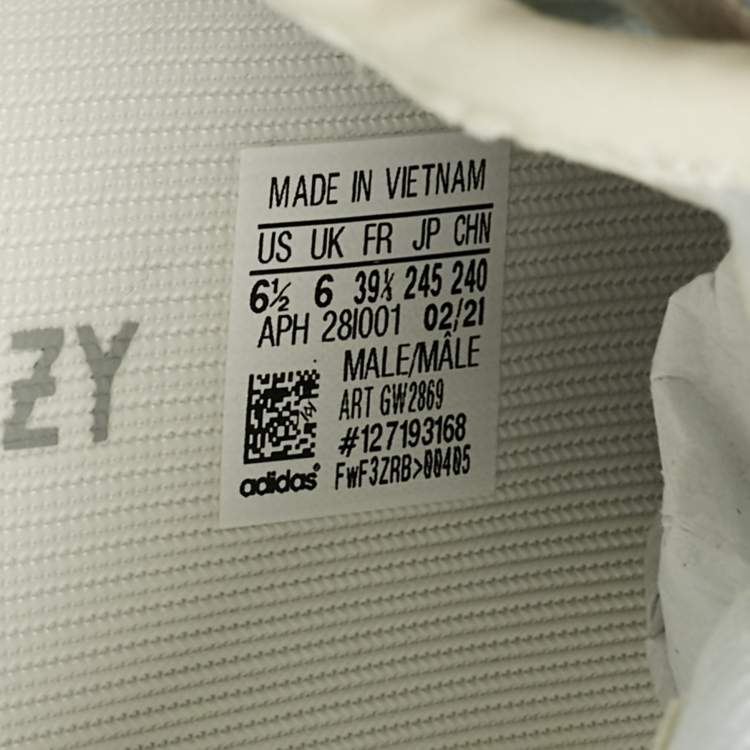 ZY
MADE IN VIETNAM
US UK FR JP CHN
6½ 6 39⅓ 245 240
APH 281001 02/21
MALE/MÂLE
ART GW2869
#127193168
adidas® FwF3ZRB>00405